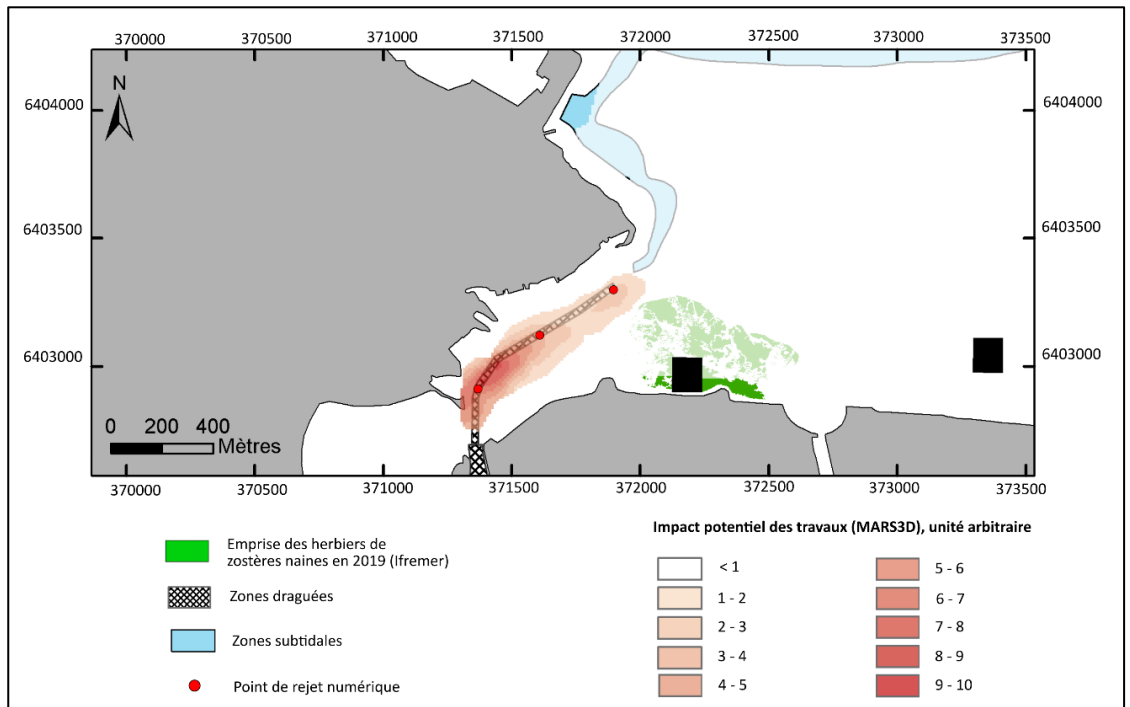 370000 370500 371000 371500 372000 372500 373000 373500
N
6404000 6404000
6403500 6403500
6403000 6403000
0 200 400
Mètres
370000 370500 371000 371500 372000 372500 373000 373500
Emprise des herbiers de
zostères naines en 2019 (Ifremer)
Zones draguées
Zones subtidales
Point de rejet numérique
Impact potentiel des travaux (MARS3D), unité arbitraire
< 1
1 - 2
2 - 3
3 - 4
4 - 5
5 - 6
6 - 7
7 - 8
8 - 9
9 - 10